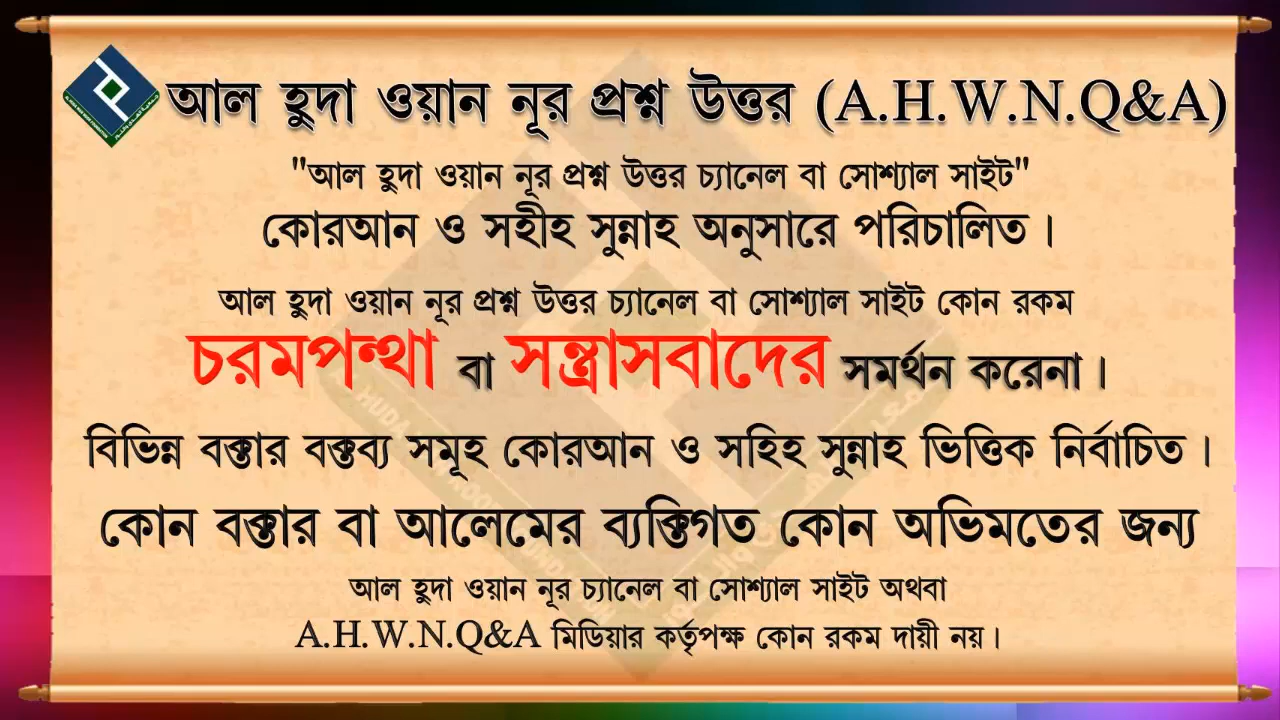 আল হুদা ওয়ান নূর প্রশ্ন উত্তর (A.H.W.N.Q&A)
"আল হুদা ওয়ান নূর প্রশ্ন উত্তর চ্যানেল বা সোশ্যাল সাইট"
কোরআন ও সহীহ সুন্নাহ অনুসারে পরিচালিত।
আল হুদা ওয়ান নূর প্রশ্ন উত্তর চ্যানেল বা সোশ্যাল সাইট কোন রকম
চরমপন্থা বা সন্ত্রাসবাদের সমর্থন করেনা।
বিভিন্ন বক্তার বক্তব্য সমূহ কোরআন ও সহিহ সুন্নাহ ভিত্তিক নির্বাচিত।
কোন বক্তার বা আলেমের ব্যক্তিগত কোন অভিমতের জন্য
আল হুদা ওয়ান নূর চ্যানেল বা সোশ্যাল সাইট অথবা
A.H.W.N.Q&A মিডিয়ার কর্তৃপক্ষ কোন রকম দায়ী নয়।